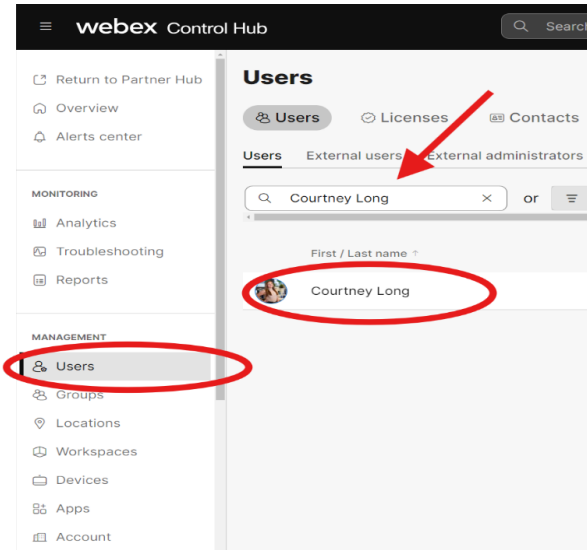 webex Control Hub
Search
Return to Partner Hub
Overview
Alerts center
MONITORING
Analytics
Troubleshooting
Reports
MANAGEMENT
Users
Groups
Locations
Workspaces
Devices
Apps
Account
Users
Users Licenses Contacts
Users External users External administrators
Courtney Long or
First / Last name
Courtney Long